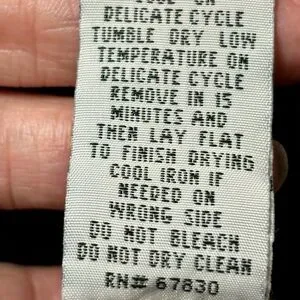 DELICATE CYCLE
TUMBLE DRY LOW
TEMPERATURE ON
DELICATE CYCLE
REMOVE IN 15
MINUTES AND
THEN LAY FLAT
TO FINISH DRYING
COOL IRON IF
NEEDED ON
WRONG SIDE
DO NOT BLEACH
DO NOT DRY CLEAN
RN# 67830